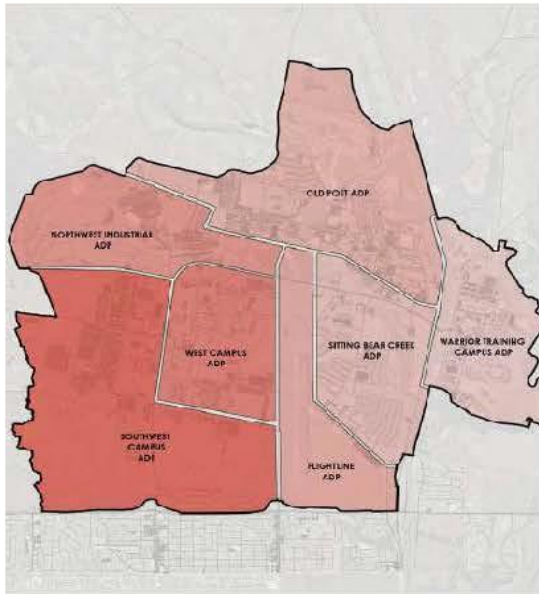 OLD POST ADP
NORTHWEST INDUSTRIAL
ADP
WEST CAMPUS
ADP
SITTING BEAR CREEK
ADP
WARRIOR TRAINING
CAMPUS ADP
SOUTHWEST
CAMPUS
ADP
FLIGHTLINE
ADP